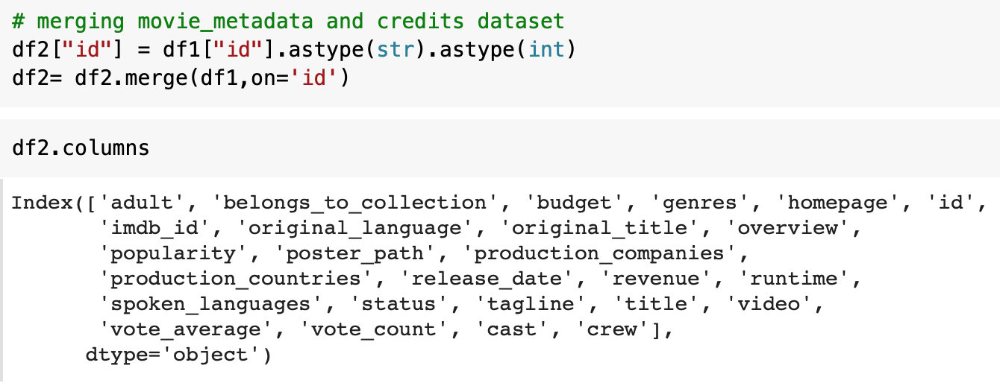 # merging movie_metadata and credits dataset
df2["id"] = df1["id"].astype(str).astype(int)
df2= df2.merge(df1,on='id')
df2.columns
Index(['adult', 'belongs_to_collection', 'budget', 'genres', 'homepage', 'id',
'imdb_id', 'original_language', 'original_title', 'overview',
'popularity', 'poster_path', 'production_companies',
'production_countries', 'release_date', 'revenue', 'runtime',
'spoken_languages', 'status', 'tagline', 'title', 'video',
'vote_average', 'vote_count', 'cast', 'crew'],
dtype='object')